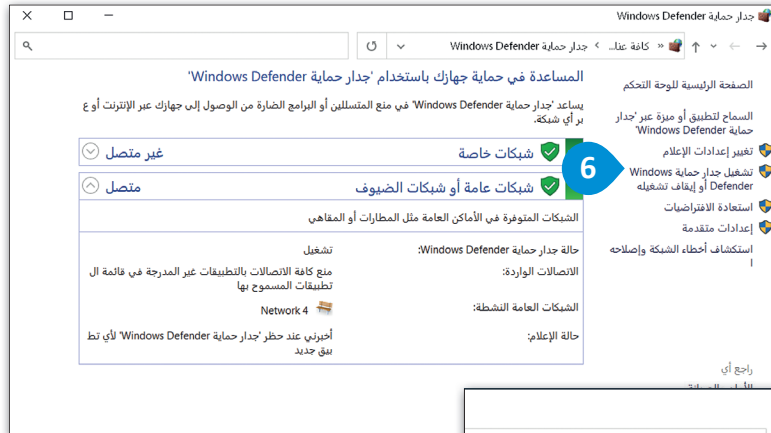 جدار حماية Windows Defender
« كافة عنا... › جدار حماية Windows Defender
الصفحة الرئيسية للوحة التحكم
السماح لتطبيق أو ميزة عبر 'جدار
حماية Windows Defender'
تغيير إعدادات الإعلام
تشغيل جدار حماية Windows
Defender أو إيقاف تشغيله
استعادة الافتراضيات
إعدادات متقدمة
استكشاف أخطاء الشبكة وإصلاحه
ا
راجع أي
6
المساعدة في حماية جهازك باستخدام 'جدار حماية Windows Defender'
يساعد 'جدار حماية Windows Defender' في منع المتسللين أو البرامج الضارة من الوصول إلى جهازك عبر الإنترنت أو ع
بر أي شبكة.
شبكات خاصة غير متصل
شبكات عامة أو شبكات الضيوف متصل
الشبكات المتوفرة في الأماكن العامة مثل المطارات أو المقاهي
حالة جدار حماية Windows Defender: تشغيل
الاتصالات الواردة: منع كافة الاتصالات بالتطبيقات غير المدرجة في قائمة ال
تطبيقات المسموح بها
الشبكات العامة النشطة: Network 4
حالة الإعلام: أخبرني عند حظر 'جدار حماية Windows Defender' لأي تط
بيق جديد